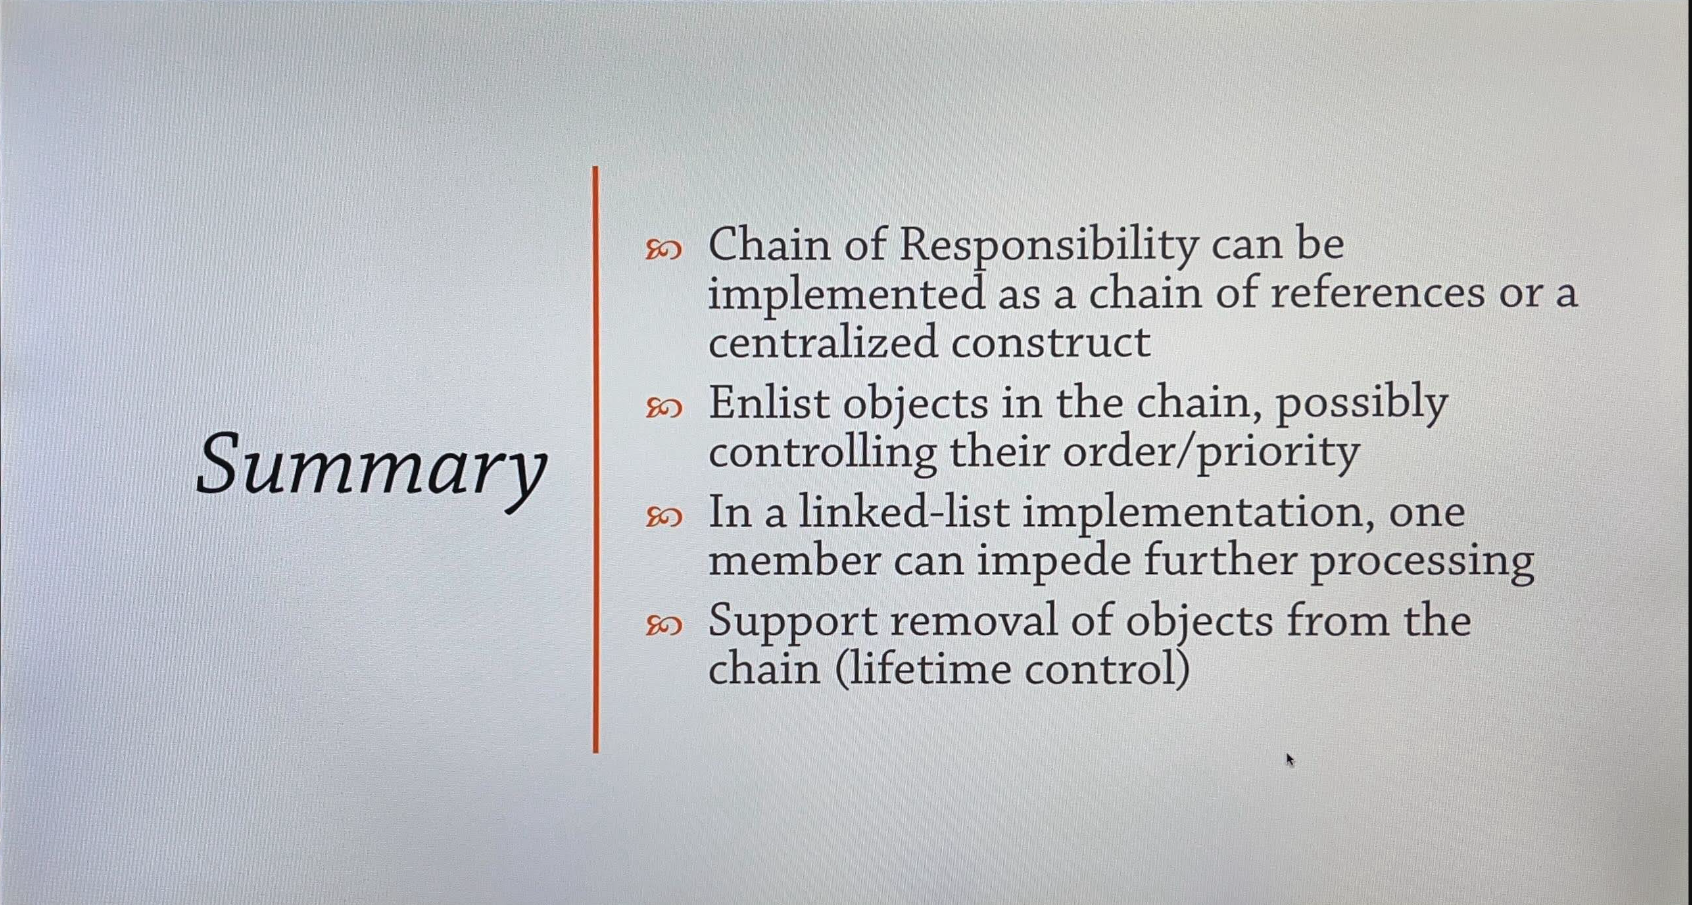 Summary
Chain of Responsibility can be
implemented as a chain of references or a
centralized construct
Enlist objects in the chain, possibly
controlling their order/priority
In a linked-list implementation, one
member can impede further processing
Support removal of objects from the
chain (lifetime control)